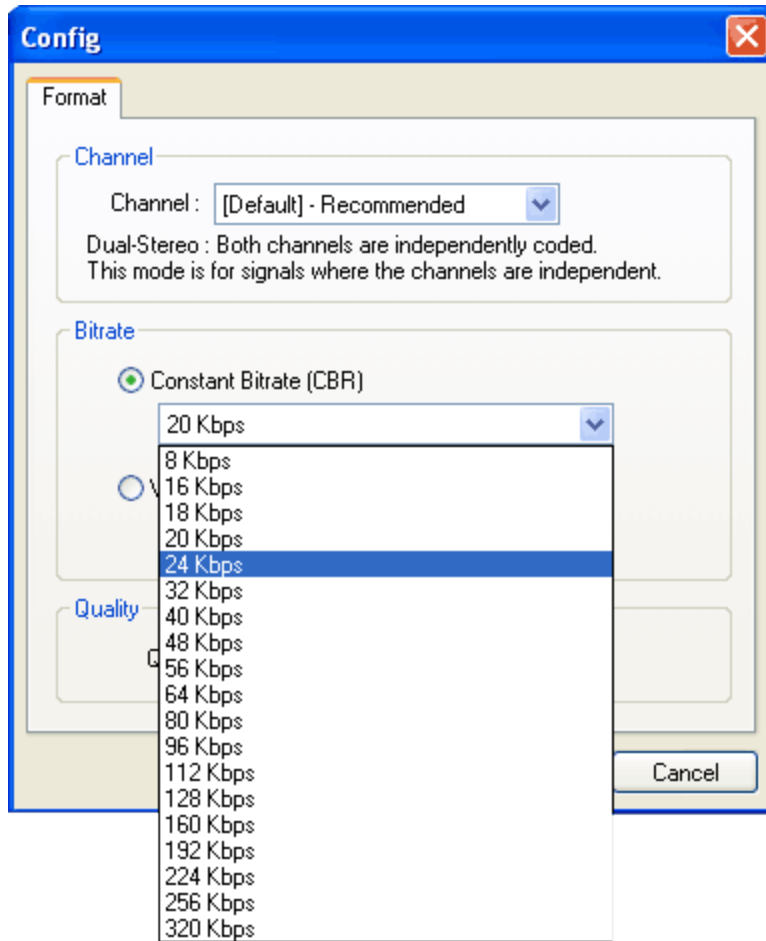 Config
Format
Channel
Channel : [Default] - Recommended
Dual-Stereo : Both channels are independently coded.
This mode is for signals where the channels are independent.
Bitrate
Constant Bitrate (CBR)
20 Kbps
8 Kbps
16 Kbps
18 Kbps
20 Kbps
24 Kbps
32 Kbps
40 Kbps
48 Kbps
56 Kbps
64 Kbps
80 Kbps
96 Kbps
112 Kbps
128 Kbps
160 Kbps
192 Kbps
224 Kbps
256 Kbps
320 Kbps
Quality
Cancel